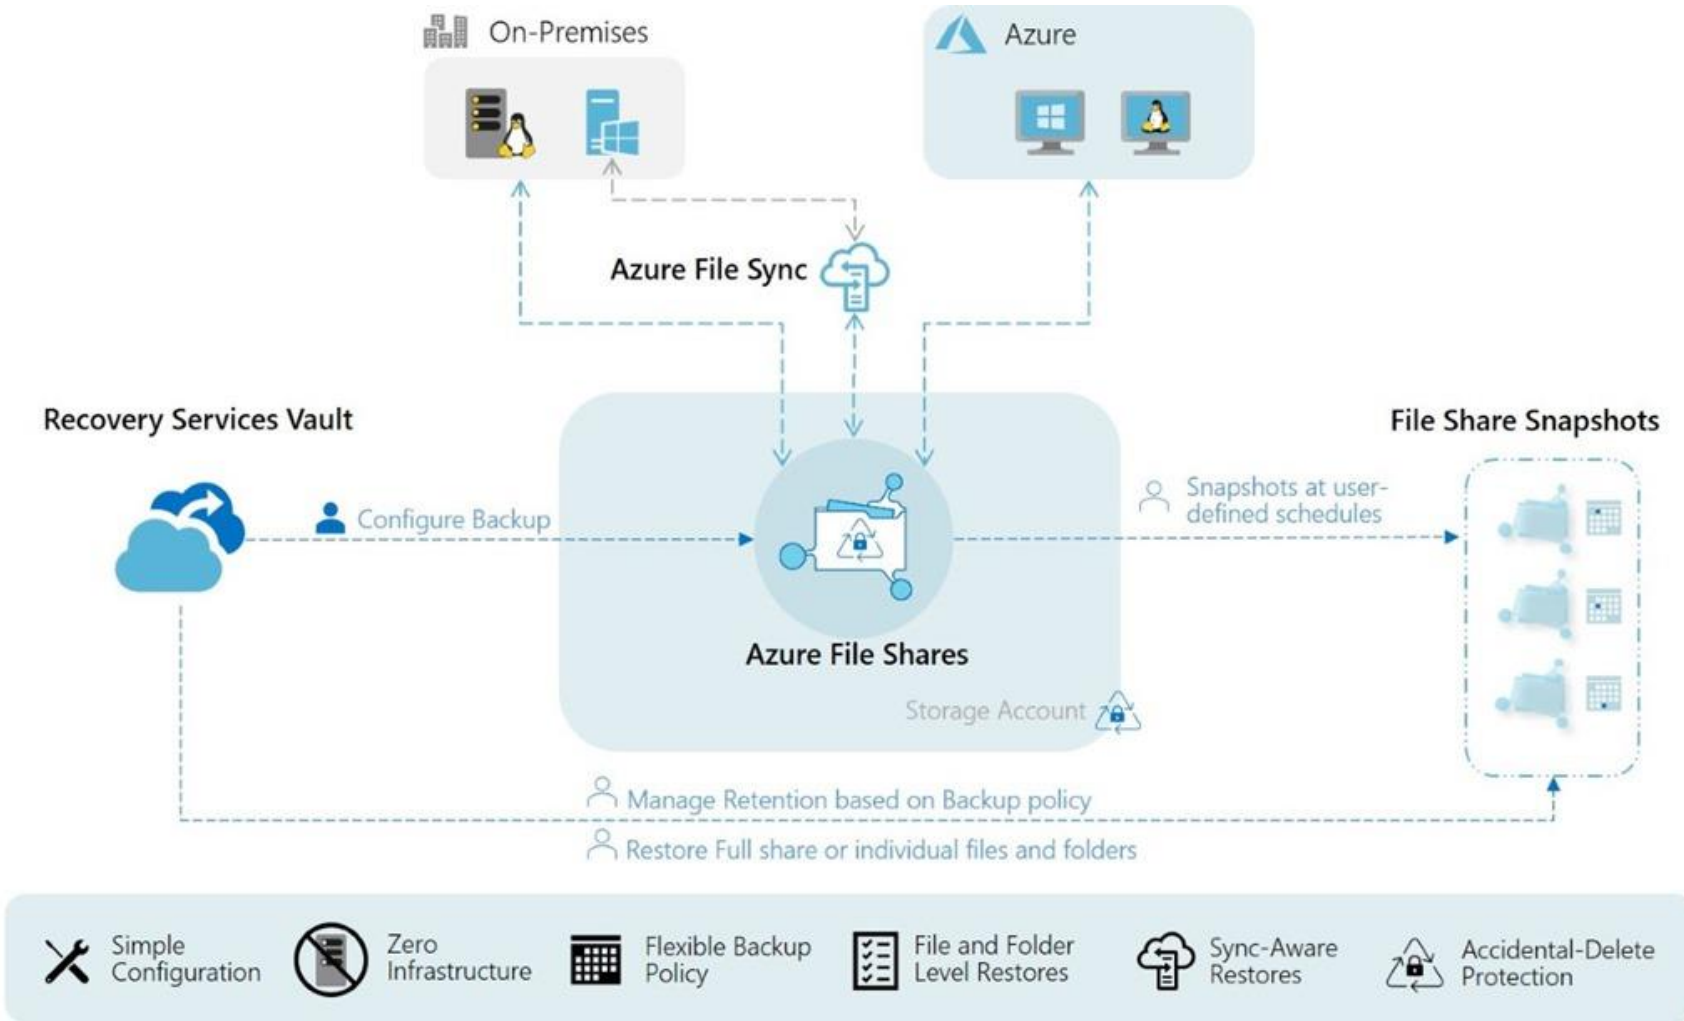 On-Premises
Azure
Azure File Sync
Recovery Services Vault
File Share Snapshots
Configure Backup
Snapshots at user-
defined schedules
Azure File Shares
Storage Account
Manage Retention based on Backup policy
Restore Full share or individual files and folders
Simple
Configuration
Zero
Infrastructure
Flexible Backup
Policy
File and Folder
Level Restores
Sync-Aware
Restores
Accidental-Delete
Protection